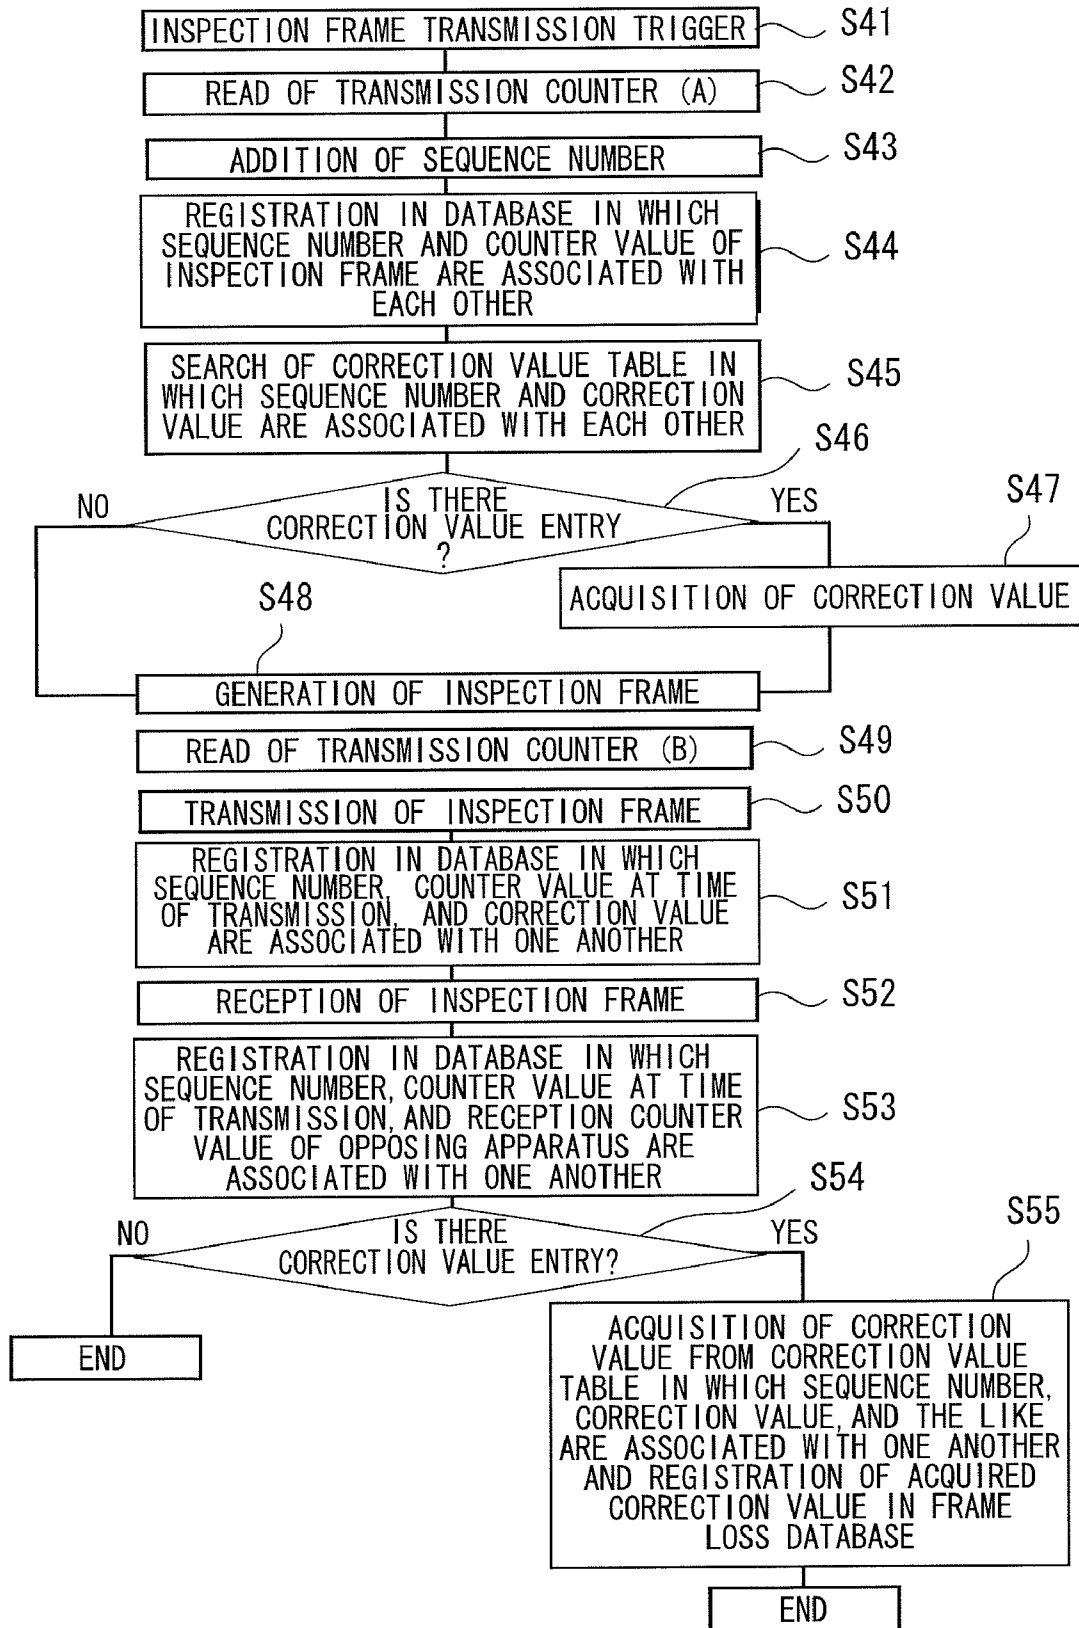 INSPECTION FRAME TRANSMISSION TRIGGER
S41
READ OF TRANSMISSION COUNTER (A)
S42
ADDITION OF SEQUENCE NUMBER
S43
REGISTRATION IN DATABASE IN WHICH
SEQUENCE NUMBER AND COUNTER VALUE OF
INSPECTION FRAME ARE ASSOCIATED WITH
EACH OTHER
S44
SEARCH OF CORRECTION VALUE TABLE IN
WHICH SEQUENCE NUMBER AND CORRECTION
VALUE ARE ASSOCIATED WITH EACH OTHER
S45
S46
NO
IS THERE
CORRECTION VALUE ENTRY
?
YES
S47
ACQUISITION OF CORRECTION VALUE
S48
GENERATION OF INSPECTION FRAME
READ OF TRANSMISSION COUNTER (B)
S49
TRANSMISSION OF INSPECTION FRAME
S50
REGISTRATION IN DATABASE IN WHICH
SEQUENCE NUMBER, COUNTER VALUE AT TIME
OF TRANSMISSION, AND CORRECTION VALUE
ARE ASSOCIATED WITH ONE ANOTHER
S51
RECEPTION OF INSPECTION FRAME
S52
REGISTRATION IN DATABASE IN WHICH
SEQUENCE NUMBER, COUNTER VALUE AT TIME
OF TRANSMISSION, AND RECEPTION COUNTER
VALUE OF OPPOSING APPARATUS ARE
ASSOCIATED WITH ONE ANOTHER
S53
S54
NO
IS THERE
CORRECTION VALUE ENTRY?
YES
S55
END
ACQUISITION OF CORRECTION
VALUE FROM CORRECTION VALUE
TABLE IN WHICH SEQUENCE NUMBER,
CORRECTION VALUE, AND THE LIKE
ARE ASSOCIATED WITH ONE ANOTHER
AND REGISTRATION OF ACQUIRED
CORRECTION VALUE IN FRAME
LOSS DATABASE
END